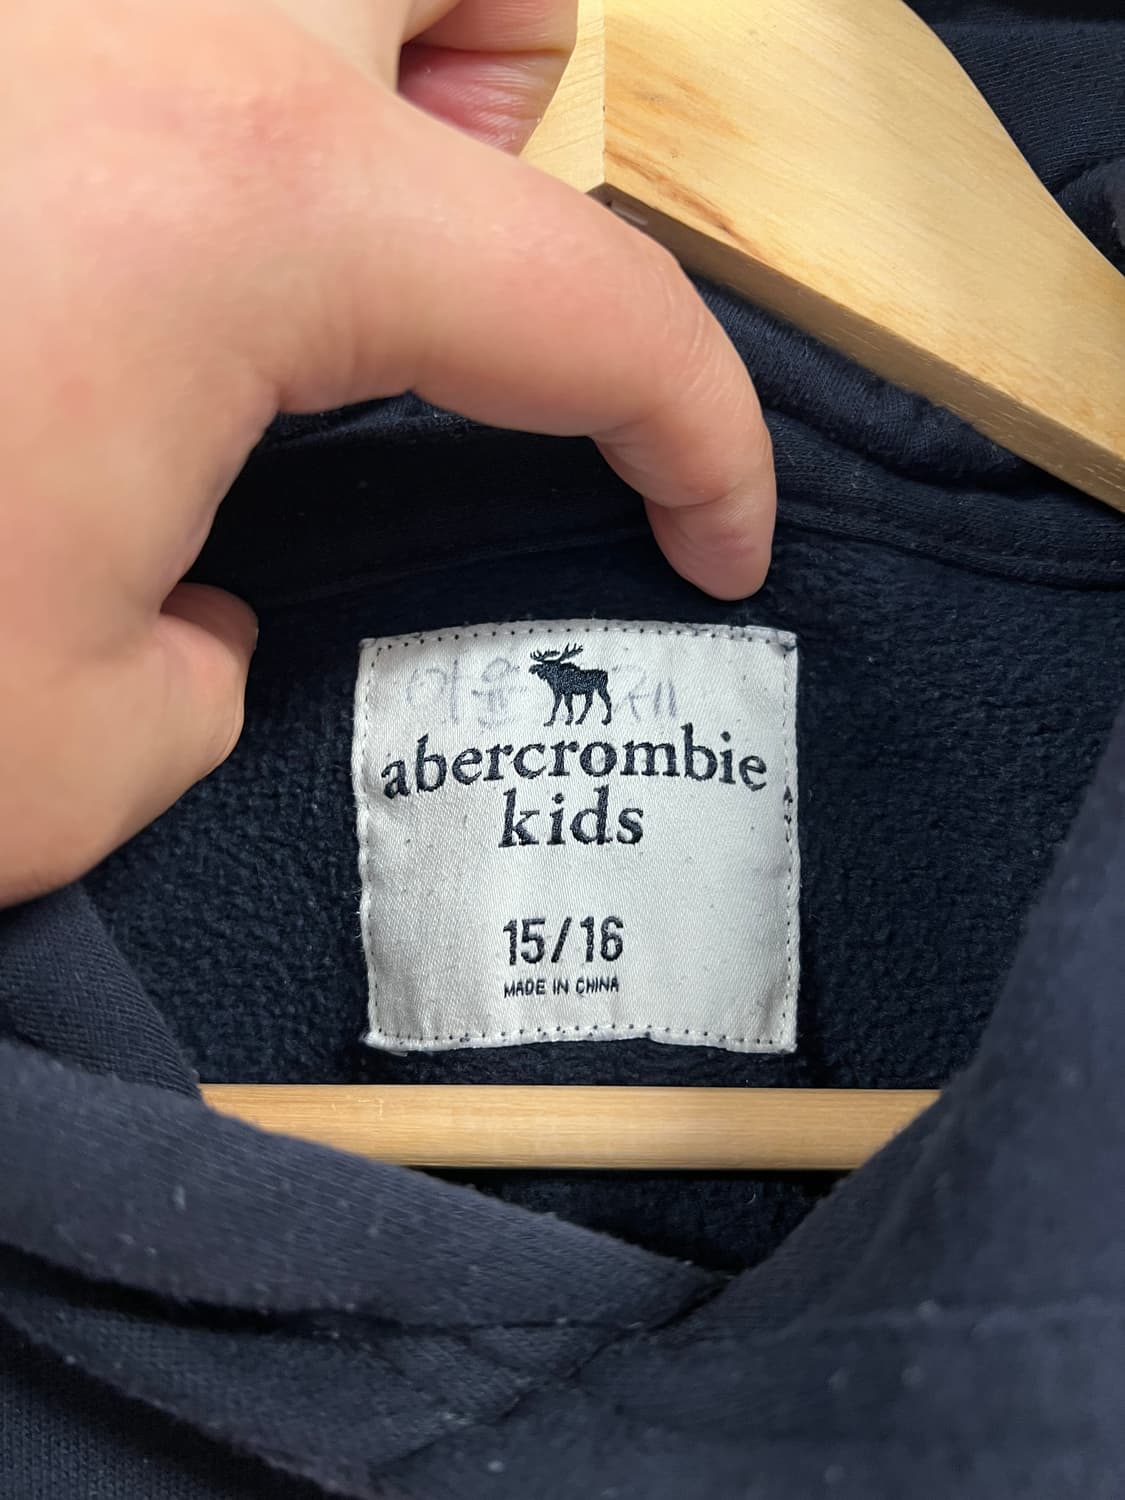 abercrombie
kids
15/16
MADE IN CHINA